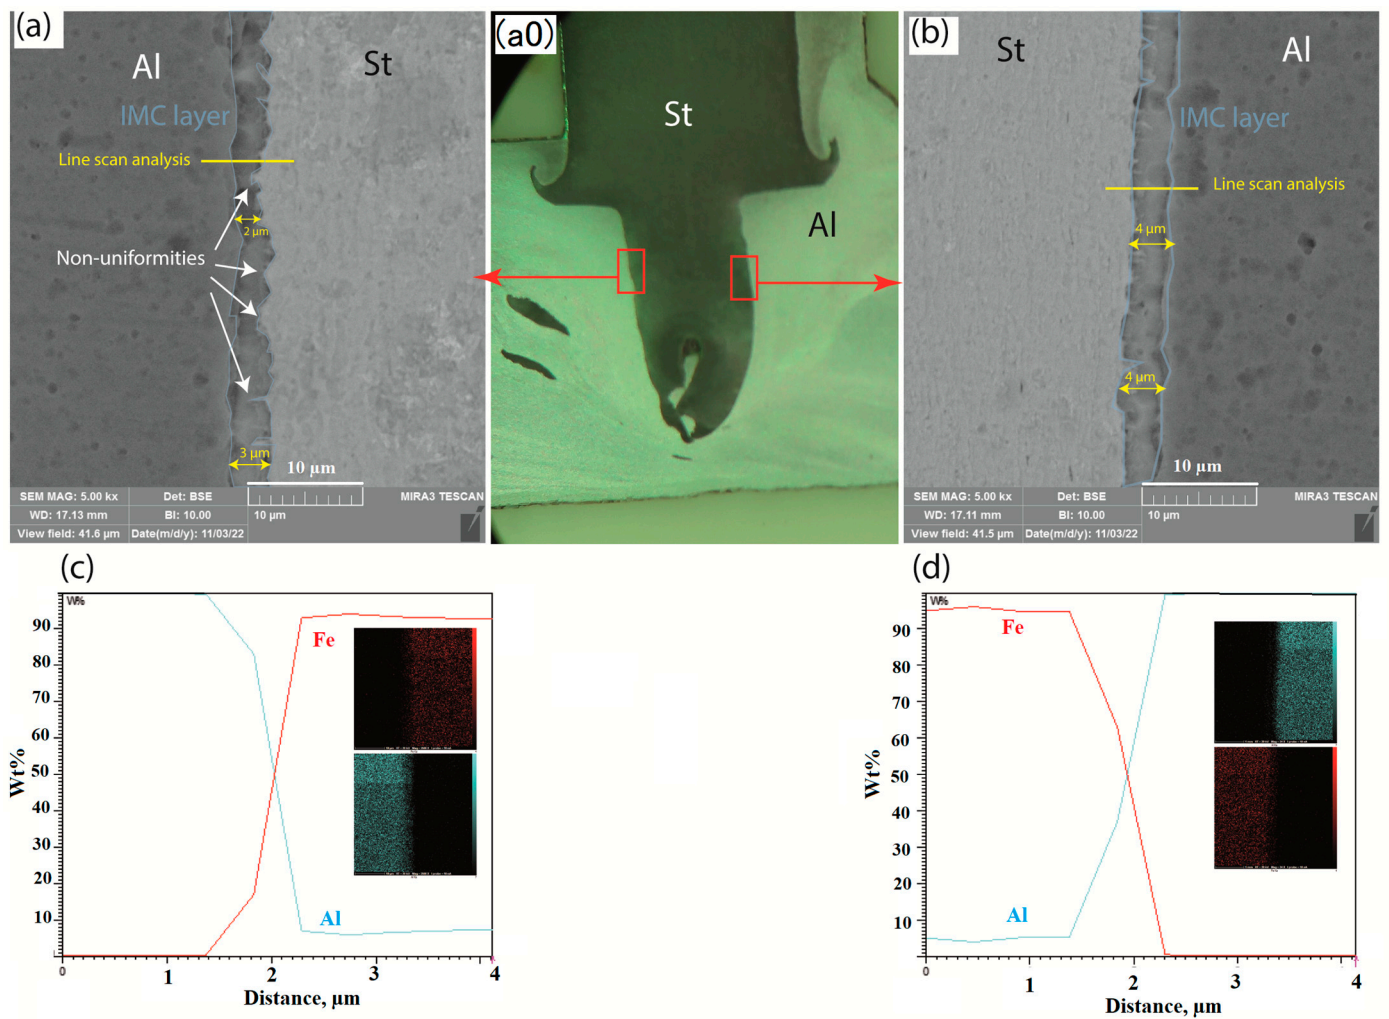 (a)
Al
St
IMC layer
Line scan analysis
2 µm
Non-uniformities
3 µm
10 µm
SEM MAG: 5.00 kx
Det: BSE
MIRA3 TESCAN
WD: 17.13 mm
BI: 10.00
10 µm
View field: 41.6 µm
Date(m/d/y): 11/03/22
(a0)
St
Al
(b)
St
Al
IMC layer
Line scan analysis
4 µm
4 µm
10 µm
SEM MAG: 5.00 kx
Det: BSE
MIRA3 TESCAN
WD: 17.11 mm
BI: 10.00
10 µm
View field: 41.5 µm
Date(m/d/y): 11/03/22
(c)
W%
90
80
70
60
50
40
30
20
10
Wt%
Fe
Al
0
1
2
3
4
Distance, µm
(d)
W%
90
80
70
60
50
40
30
20
10
Wt%
Fe
Al
0
1
2
3
4
Distance, µm